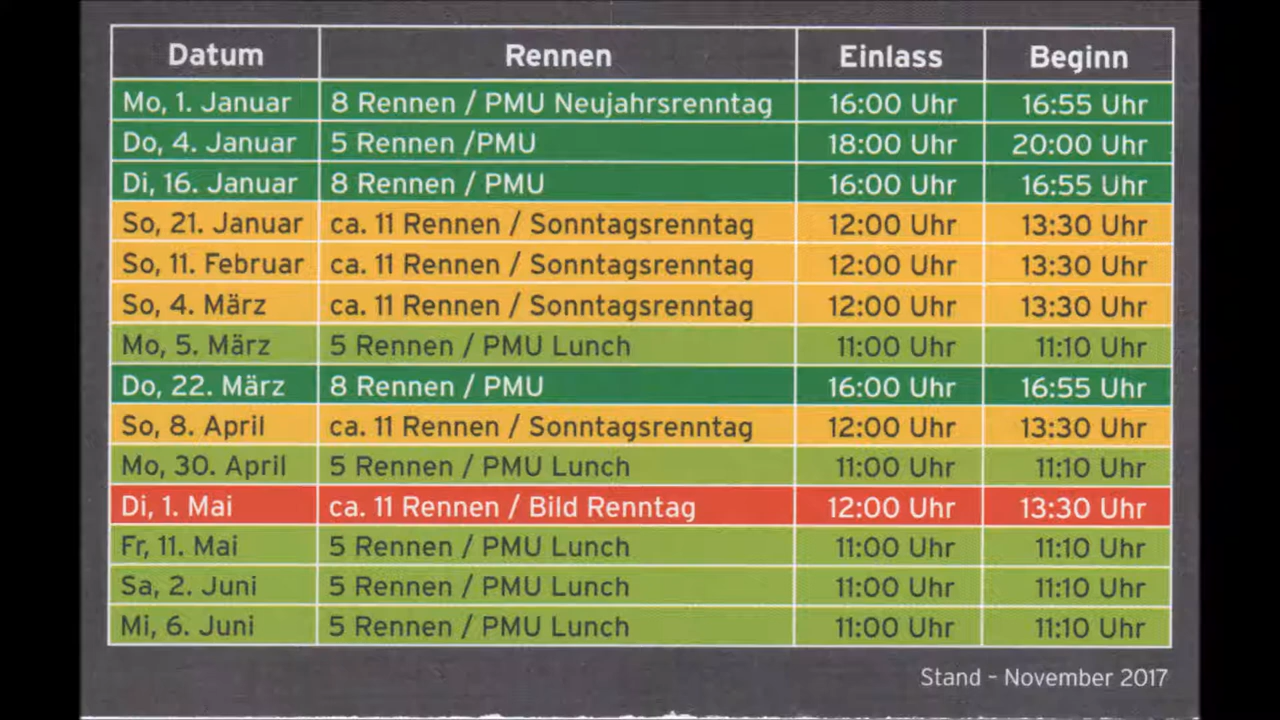 Datum Rennen Einlass Beginn
Mo, 1. Januar 8 Rennen / PMU Neujahrsrenntag 16:00 Uhr 16:55 Uhr
Do, 4. Januar 5 Rennen /PMU 18:00 Uhr 20:00 Uhr
Di, 16. Januar 8 Rennen / PMU 16:00 Uhr 16:55 Uhr
So, 21. Januar ca. 11 Rennen / Sonntagsrenntag 12:00 Uhr 13:30 Uhr
So, 11. Februar ca. 11 Rennen / Sonntagsrenntag 12:00 Uhr 13:30 Uhr
So, 4. März ca. 11 Rennen / Sonntagsrenntag 12:00 Uhr 13:30 Uhr
Mo, 5. März 5 Rennen / PMU Lunch 11:00 Uhr 11:10 Uhr
Do, 22. März 8 Rennen / PMU 16:00 Uhr 16:55 Uhr
So, 8. April ca. 11 Rennen / Sonntagsrenntag 12:00 Uhr 13:30 Uhr
Mo, 30. April 5 Rennen / PMU Lunch 11:00 Uhr 11:10 Uhr
Di, 1. Mai ca. 11 Rennen / Bild Renntag 12:00 Uhr 13:30 Uhr
Fr, 11. Mai 5 Rennen / PMU Lunch 11:00 Uhr 11:10 Uhr
Sa, 2. Juni 5 Rennen / PMU Lunch 11:00 Uhr 11:10 Uhr
Mi, 6. Juni 5 Rennen / PMU Lunch 11:00 Uhr 11:10 Uhr
Stand - November 2017